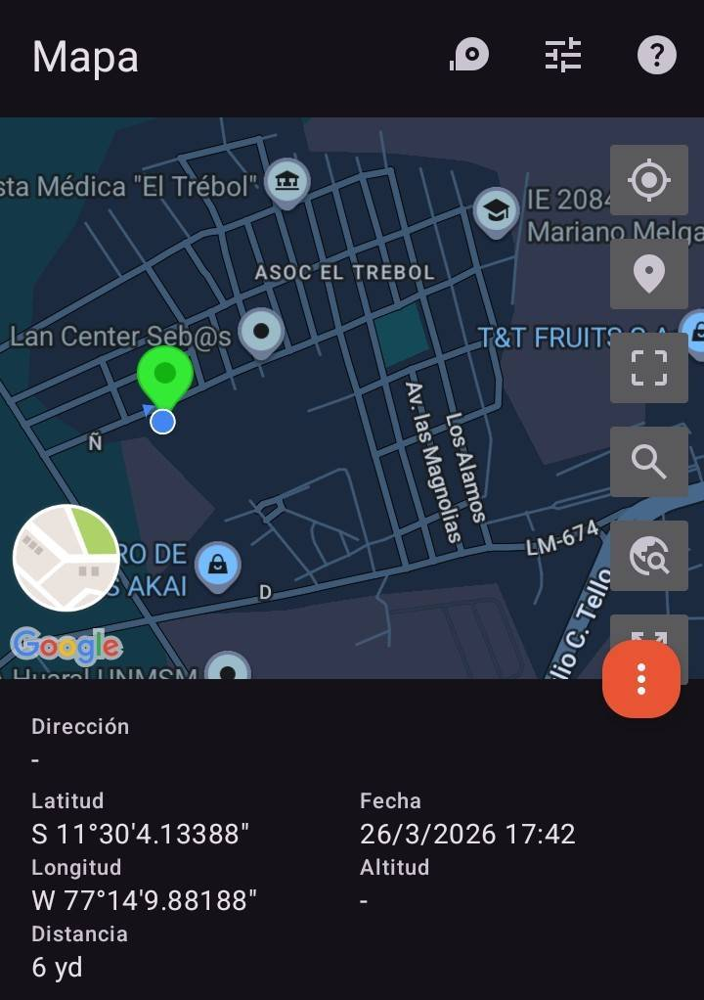 Mapa
sta Médica "El Trébol"
IE 2084
Mariano Melga
ASOC EL TREBOL
Lan Center Seb@s
T&T FRUITS S.A.
Av. las Magnolias
Los Alamos
Ñ
LM-674
RO DE
S AKAI
D
lio C. Tello
Google
Huaral UNMSM
Dirección
-
Latitud
Fecha
S 11°30'4.13388"
26/3/2026 17:42
Longitud
Altitud
W 77°14'9.88188"
-
Distancia
6 yd